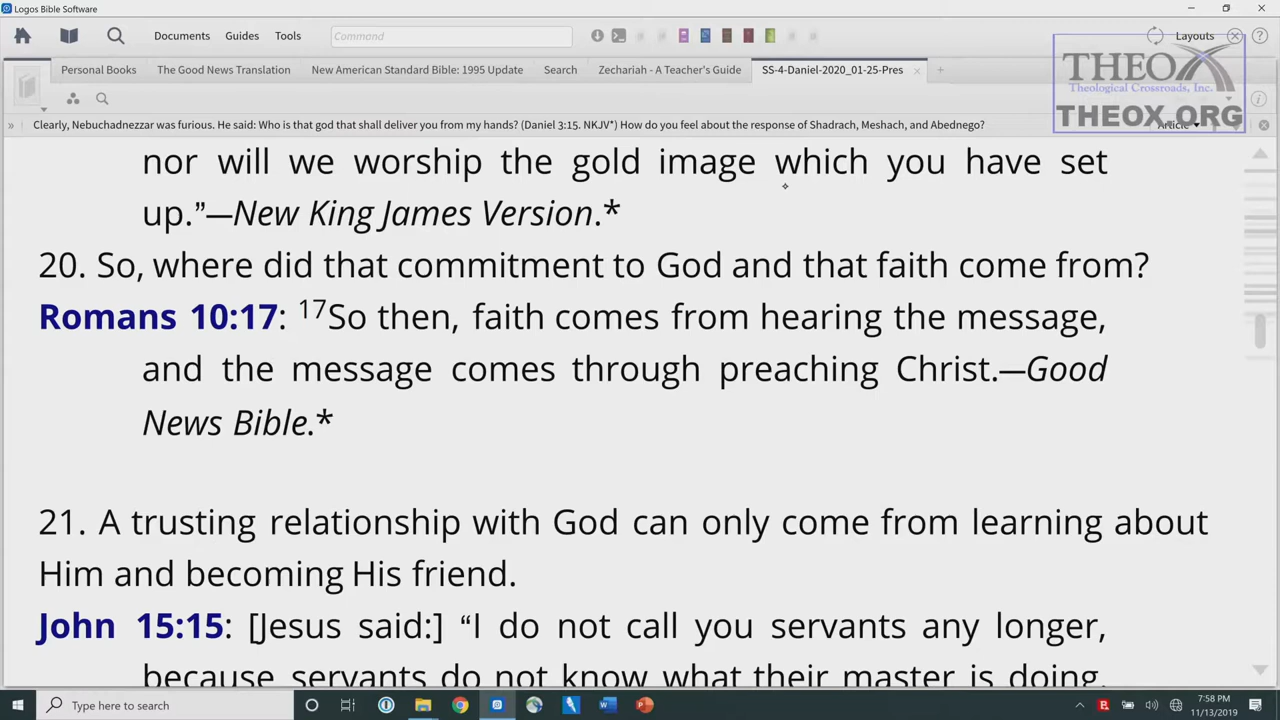 Logos Bible Software
Documents Guides Tools Command Layouts
Personal Books The Good News Translation New American Standard Bible: 1995 Update Search Zechariah - A Teacher's Guide SS-4-Daniel-2020_01-25-Pres
THEOX
Theological Crossroads, Inc.
THEOX.ORG
» Clearly, Nebuchadnezzar was furious. He said: Who is that god that shall deliver you from my hands? (Daniel 3:15. NKJV*) How do you feel about the response of Shadrach, Meshach, and Abednego? Article
nor will we worship the gold image which you have set
up.”—New King James Version.*
20. So, where did that commitment to God and that faith come from?
Romans 10:17: 17So then, faith comes from hearing the message,
and the message comes through preaching Christ.—Good
News Bible.*
21. A trusting relationship with God can only come from learning about
Him and becoming His friend.
John 15:15: [Jesus said:] “I do not call you servants any longer,
because servants do not know what their master is doing.
Type here to search
7:58 PM
11/13/2019